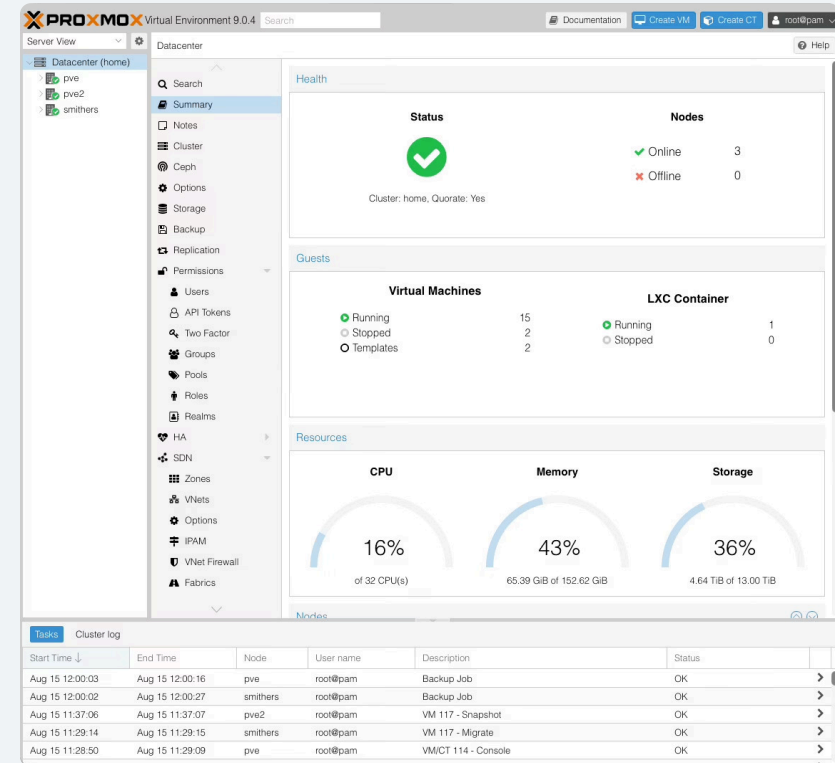 PROXMOX Virtual Environment 9.0.4 Search Documentation Create VM Create CT root@pam
Server View
Datacenter
Help
Datacenter (home)
pve
pve2
smithers
Search
Summary
Notes
Cluster
Ceph
Options
Storage
Backup
Replication
Permissions
Users
API Tokens
Two Factor
Groups
Pools
Roles
Realms
HA
SDN
Zones
VNets
Options
IPAM
VNet Firewall
Fabrics
Health
Status
Cluster: home, Quorate: Yes
Nodes
Online 3
Offline 0
Guests
Virtual Machines
Running 15
Stopped 2
Templates 2
LXC Container
Running 1
Stopped 0
Resources
CPU
16%
of 32 CPU(s)
Memory
43%
65.39 GiB of 152.62 GiB
Storage
36%
4.64 TiB of 13.00 TiB
Nodes
Tasks Cluster log
Start Time End Time Node User name Description Status
Aug 15 12:00:03 Aug 15 12:00:16 pve root@pam Backup Job OK
Aug 15 12:00:02 Aug 15 12:00:27 smithers root@pam Backup Job OK
Aug 15 11:37:06 Aug 15 11:37:07 pve2 root@pam VM 117 - Snapshot OK
Aug 15 11:29:14 Aug 15 11:29:15 smithers root@pam VM 117 - Migrate OK
Aug 15 11:28:50 Aug 15 11:29:09 pve root@pam VM/CT 114 - Console OK